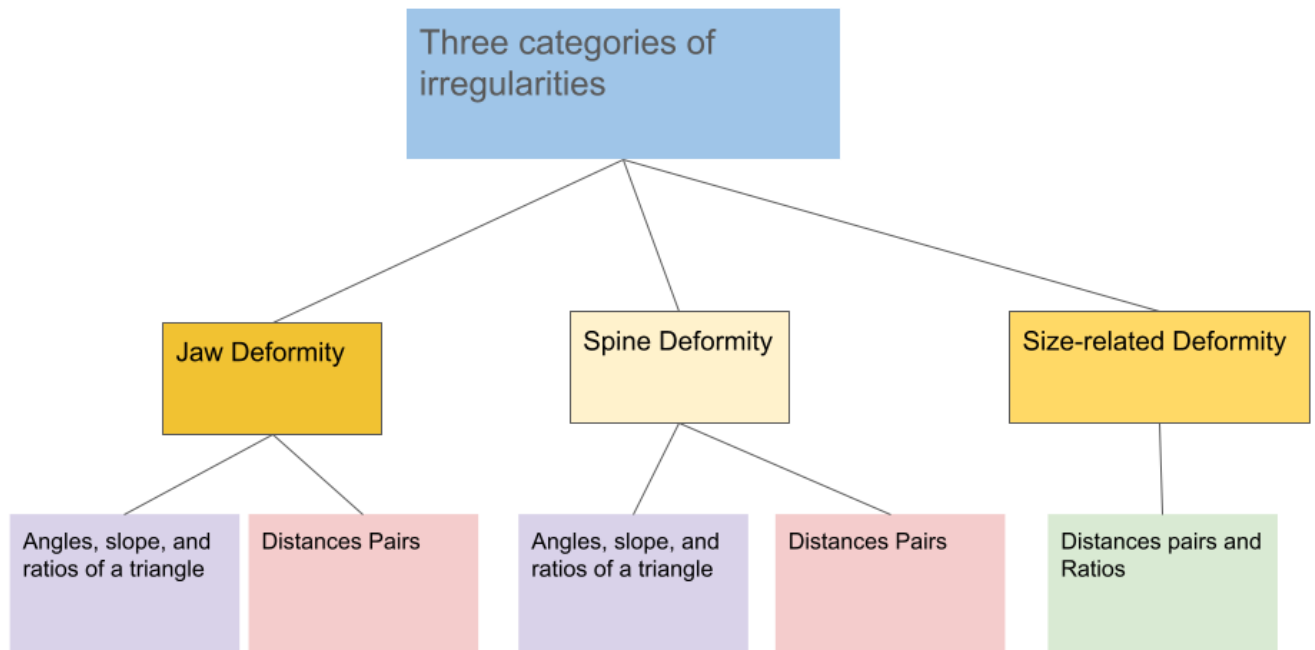 Three categories of
irregularities
Jaw Deformity
Spine Deformity
Size-related Deformity
Angles, slope, and
ratios of a triangle
Distances Pairs
Angles, slope, and
ratios of a triangle
Distances Pairs
Distances pairs and
Ratios